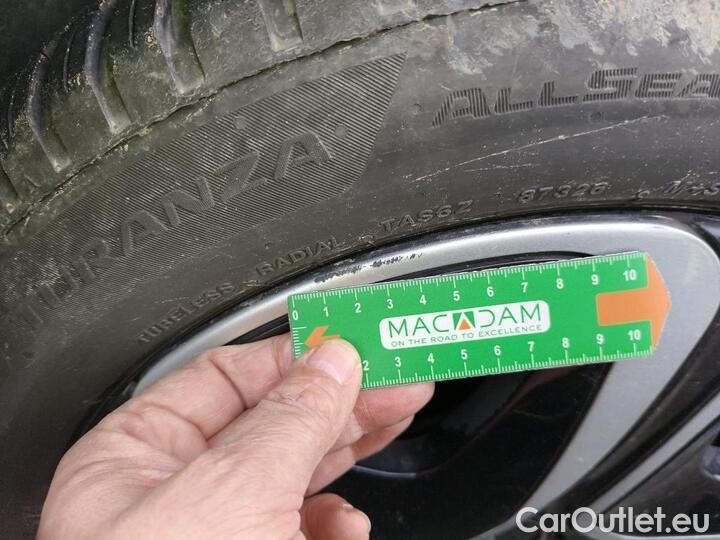 ALLSEA
URANZA
TUBELESS RADIAL TAS6Z 87326
0 1 2 3 4 5 6 7 8 9 10
MACADAM
ON THE ROAD TO EXCELLENCE
2 3 4 5 6 7 8 9 10
CarOutlet.eu